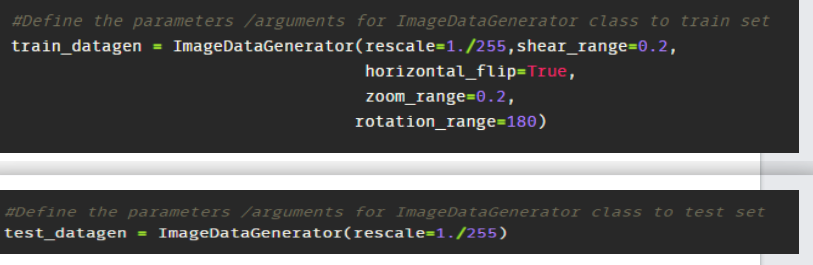 #Define the parameters /arguments for ImageDataGenerator class to train set
train_datagen = ImageDataGenerator(rescale=1./255,shear_range=0.2,
horizontal_flip=True,
zoom_range=0.2,
rotation_range=180)
#Define the parameters /arguments for ImageDataGenerator class to test set
test_datagen = ImageDataGenerator(rescale=1./255)